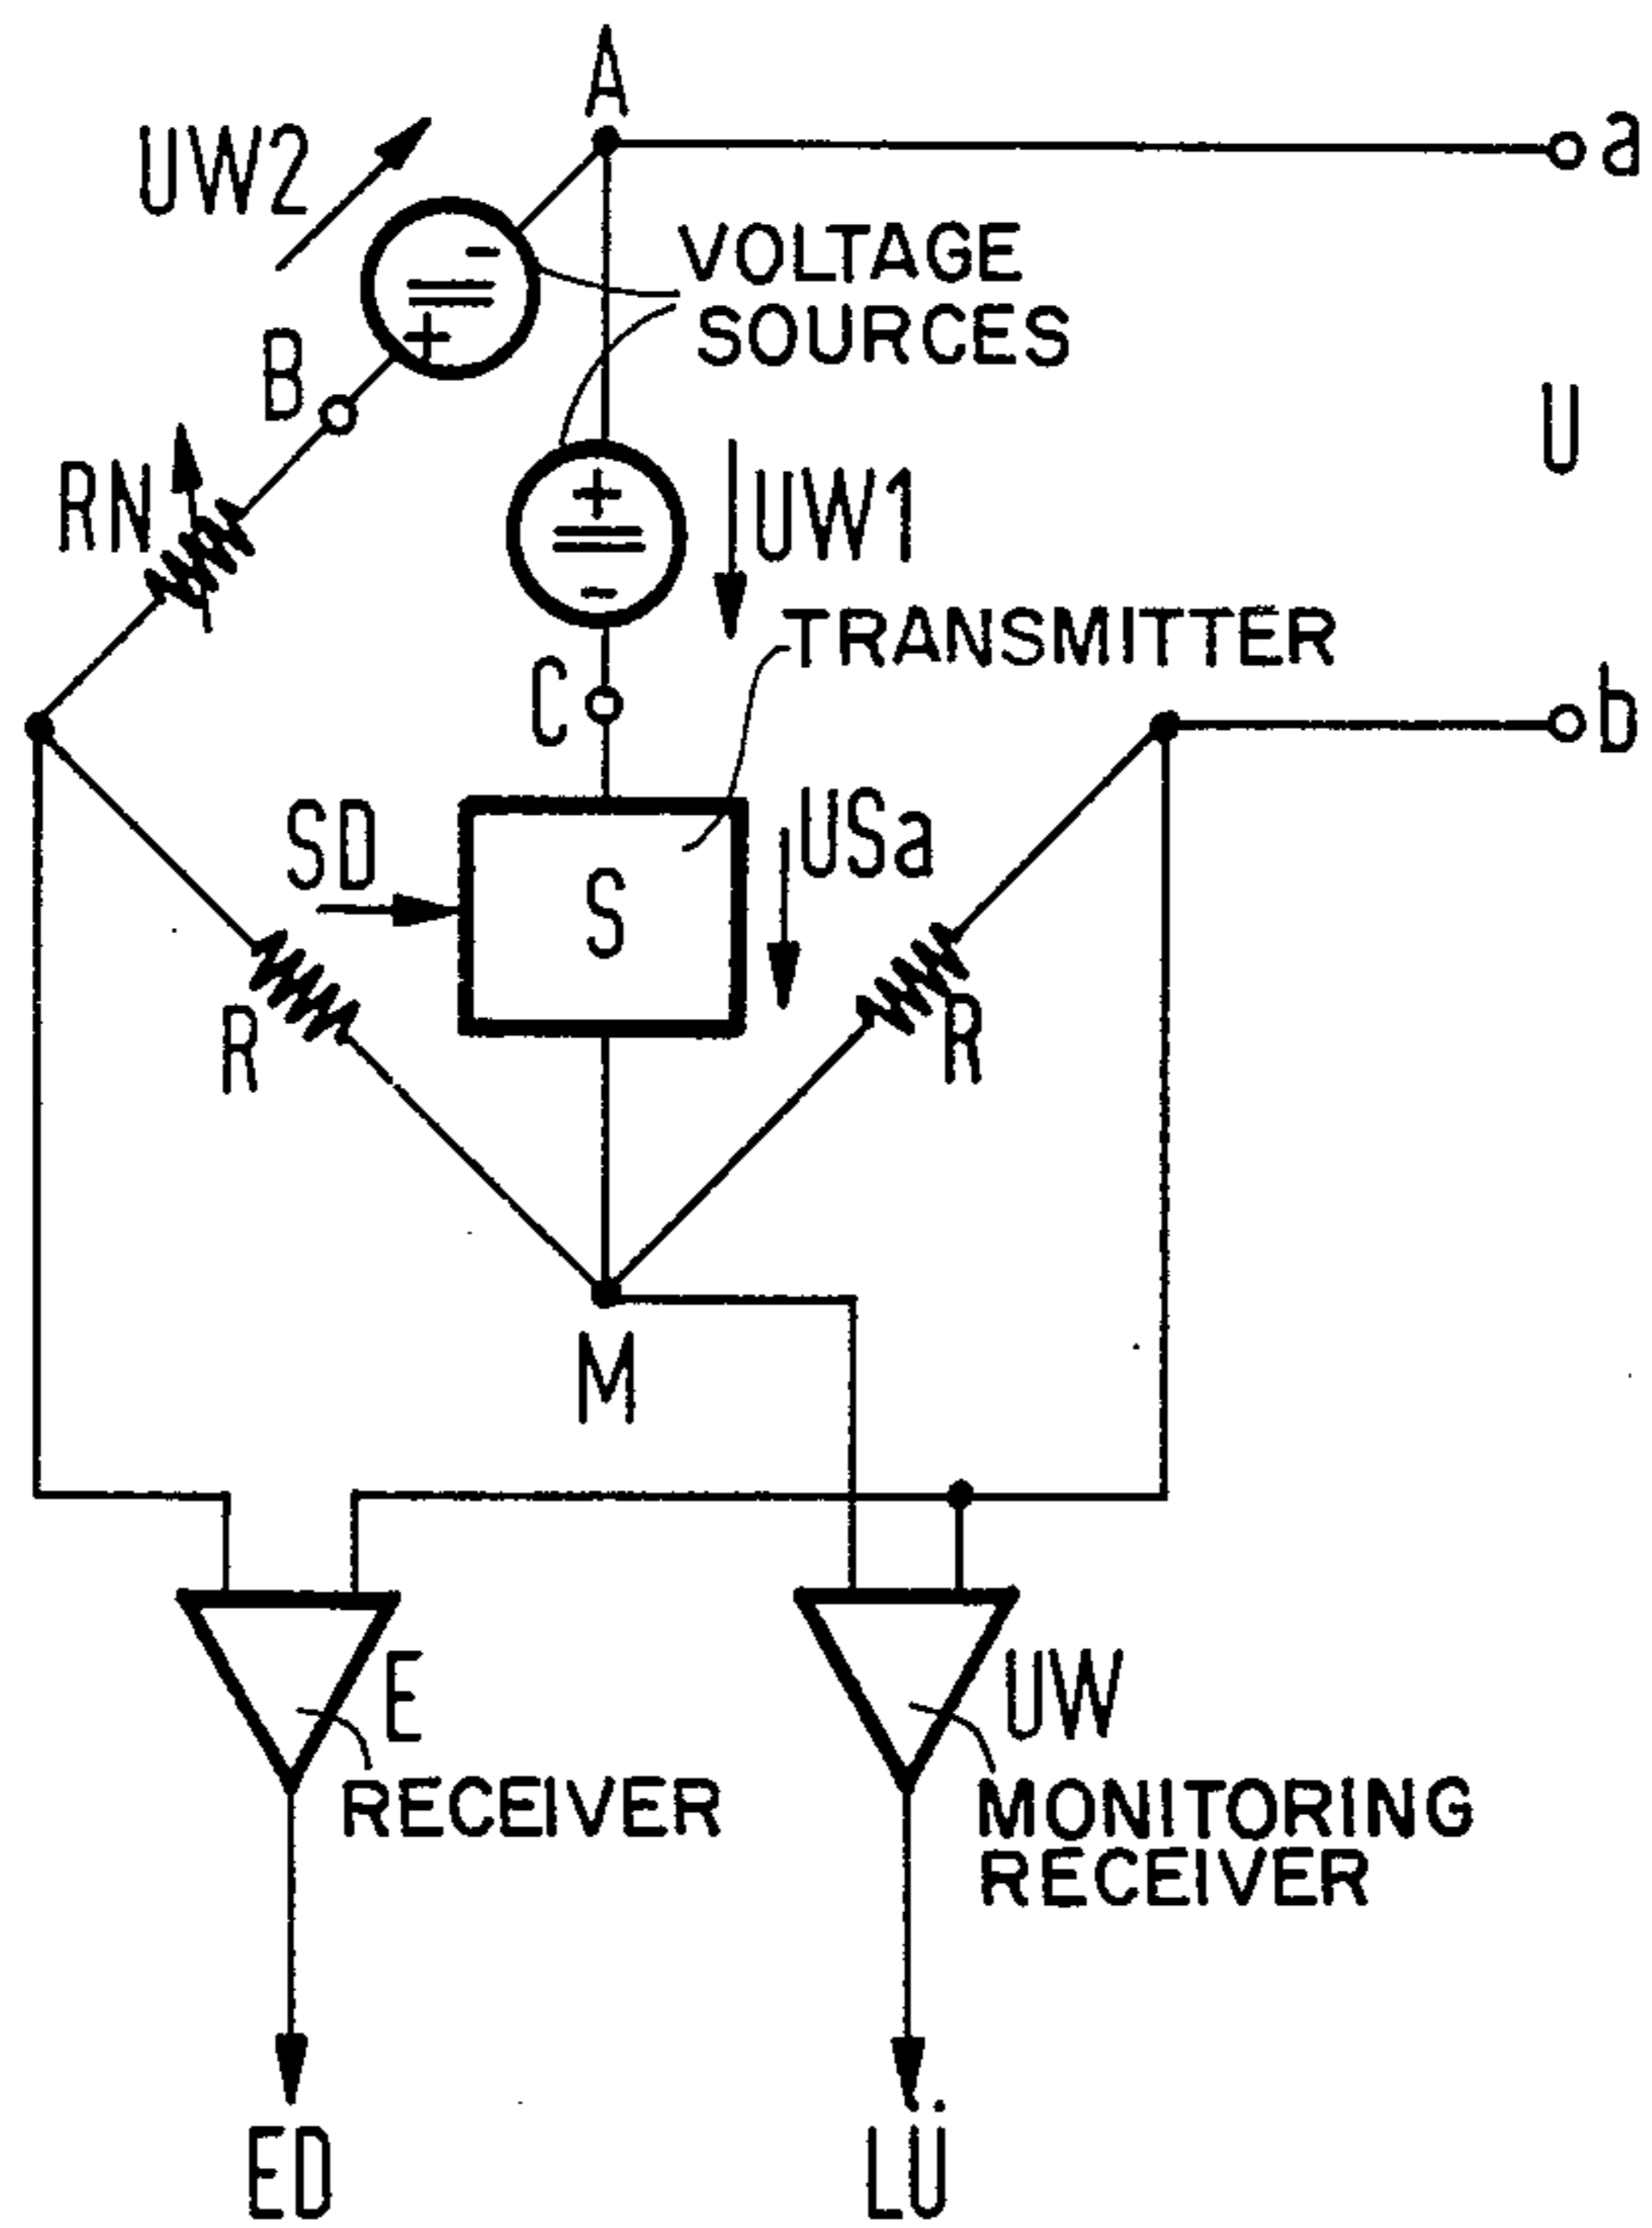 A
a
UW2
VOLTAGE
SOURCES
-
+
B
U
RN
+
-
UW1
TRANSMITTER
C
b
SD
S
USa
R
R
M
E
UW
RECEIVER
MONITORING
RECEIVER
ED
LÜ